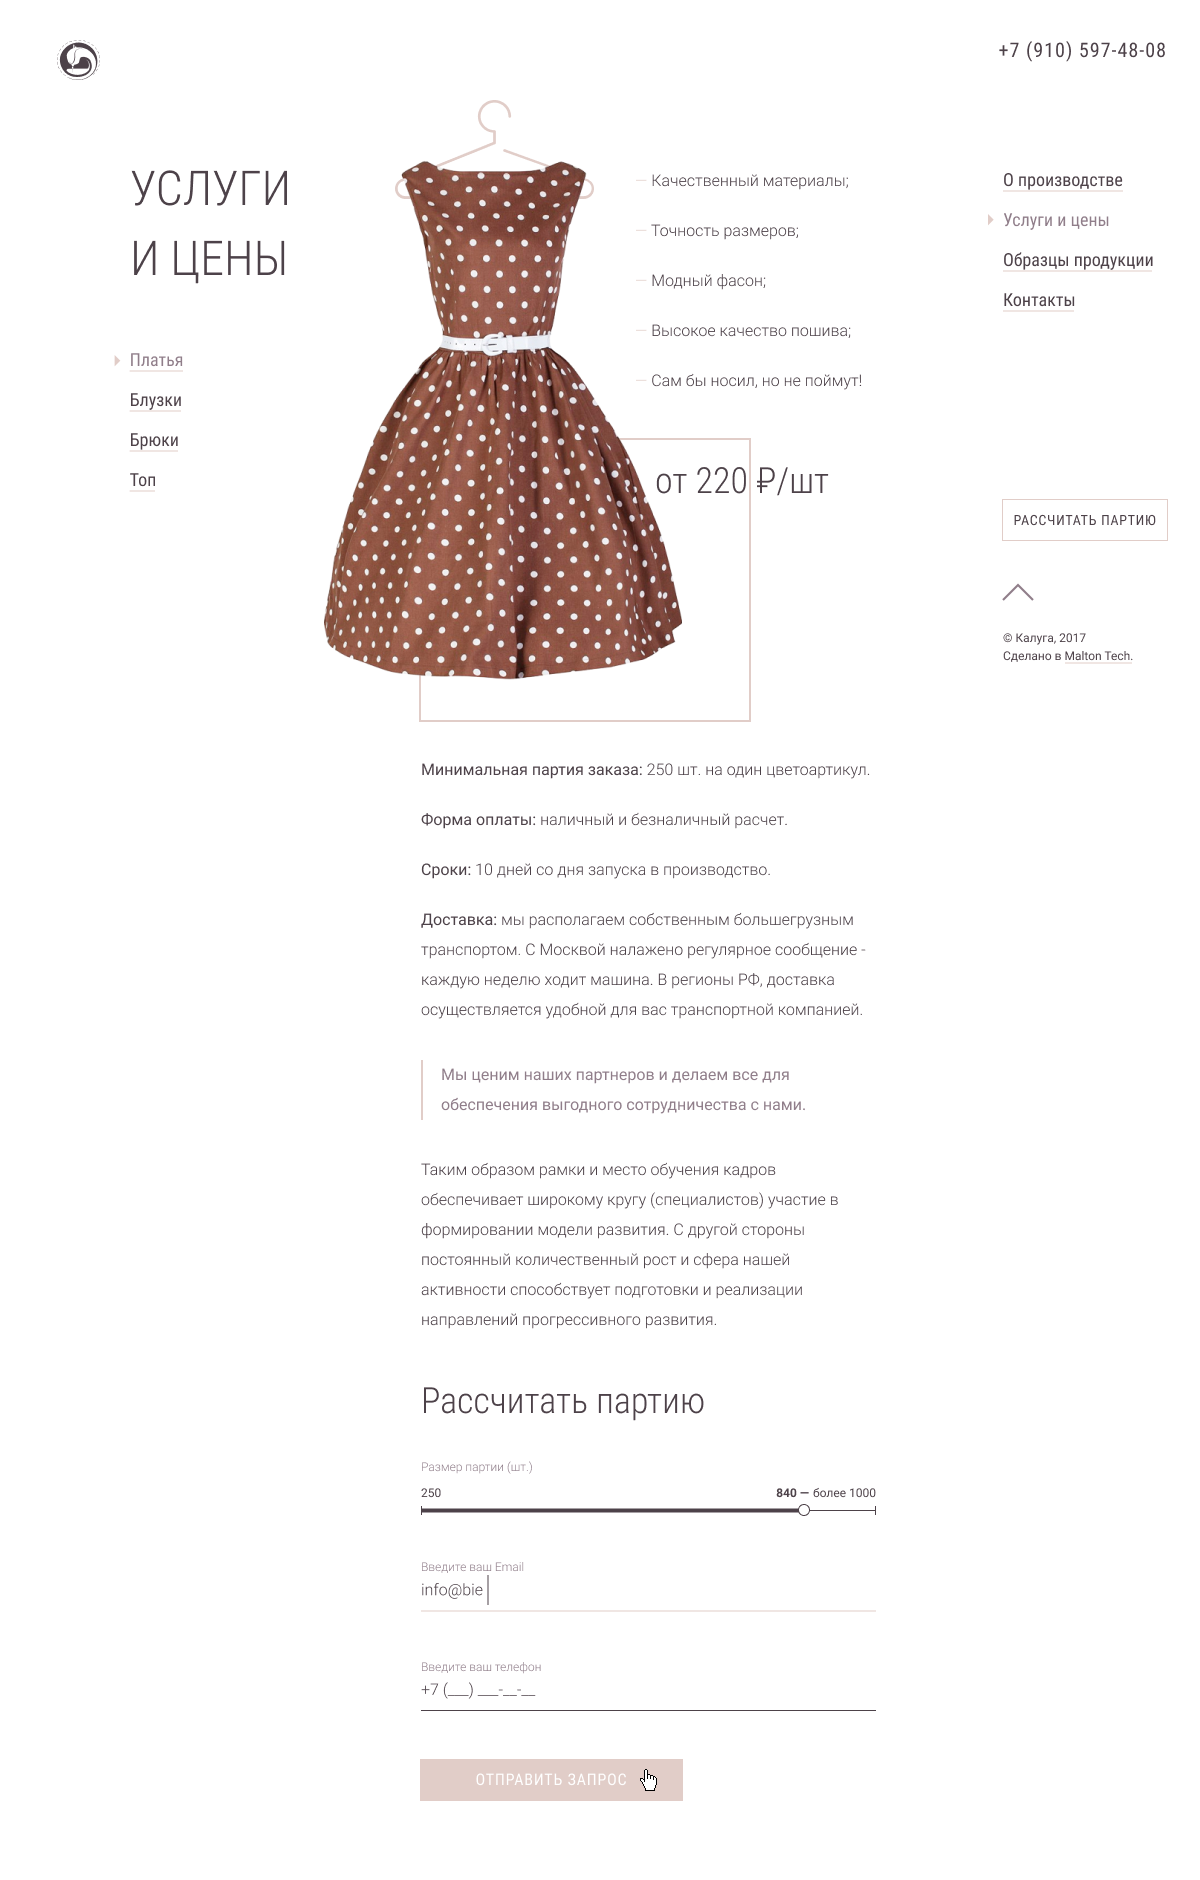 +7 (910) 597-48-08
УСЛУГИ
И ЦЕНЫ
Платья
Блузки
Брюки
Топ
Качественный материалы;
Точность размеров;
Модный фасон;
Высокое качество пошива;
Сам бы носил, но не поймут!
от 220 ₽/шт
О производстве
Услуги и цены
Образцы продукции
Контакты
РАССЧИТАТЬ ПАРТИЮ
© Калуга, 2017
Сделано в Malton Tech.
Минимальная партия заказа: 250 шт. на один цветоартикул.
Форма оплаты: наличный и безналичный расчет.
Сроки: 10 дней со дня запуска в производство.
Доставка: мы располагаем собственным большегрузным
транспортом. С Москвой налажено регулярное сообщение -
каждую неделю ходит машина. В регионы РФ, доставка
осуществляется удобной для вас транспортной компанией.
Мы ценим наших партнеров и делаем все для
обеспечения выгодного сотрудничества с нами.
Таким образом рамки и место обучения кадров
обеспечивает широкому кругу (специалистов) участие в
формировании модели развития. С другой стороны
постоянный количественный рост и сфера нашей
активности способствует подготовки и реализации
направлений прогрессивного развития.
Рассчитать партию
Размер партии (шт.)
250 840 — более 1000
Введите ваш Email
info@bie
Введите ваш телефон
+7 (___) ___-__-__
ОТПРАВИТЬ ЗАПРОС